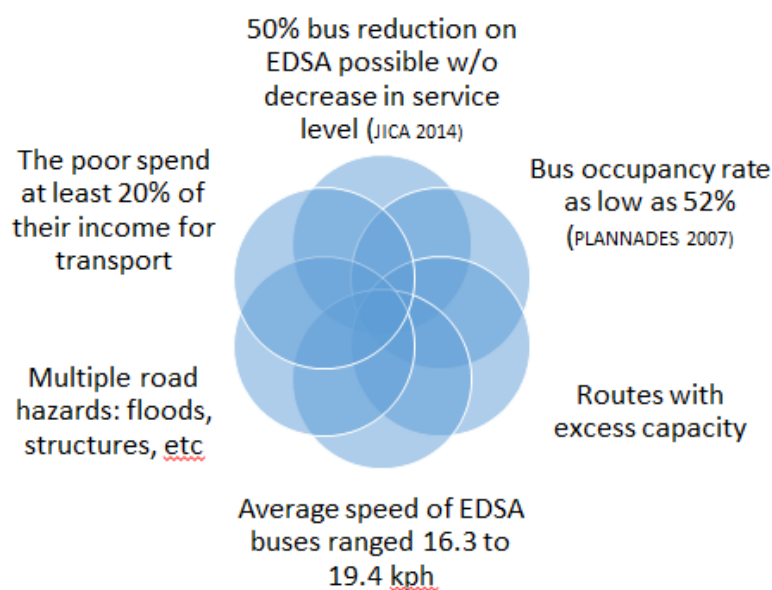 50% bus reduction on
EDSA possible w/o
decrease in service
level (JICA 2014)
Bus occupancy rate
as low as 52%
(PLANNADES 2007)
Routes with
excess capacity
Average speed of EDSA
buses ranged 16.3 to
19.4 kph
Multiple road
hazards: floods,
structures, etc
The poor spend
at least 20% of
their income for
transport